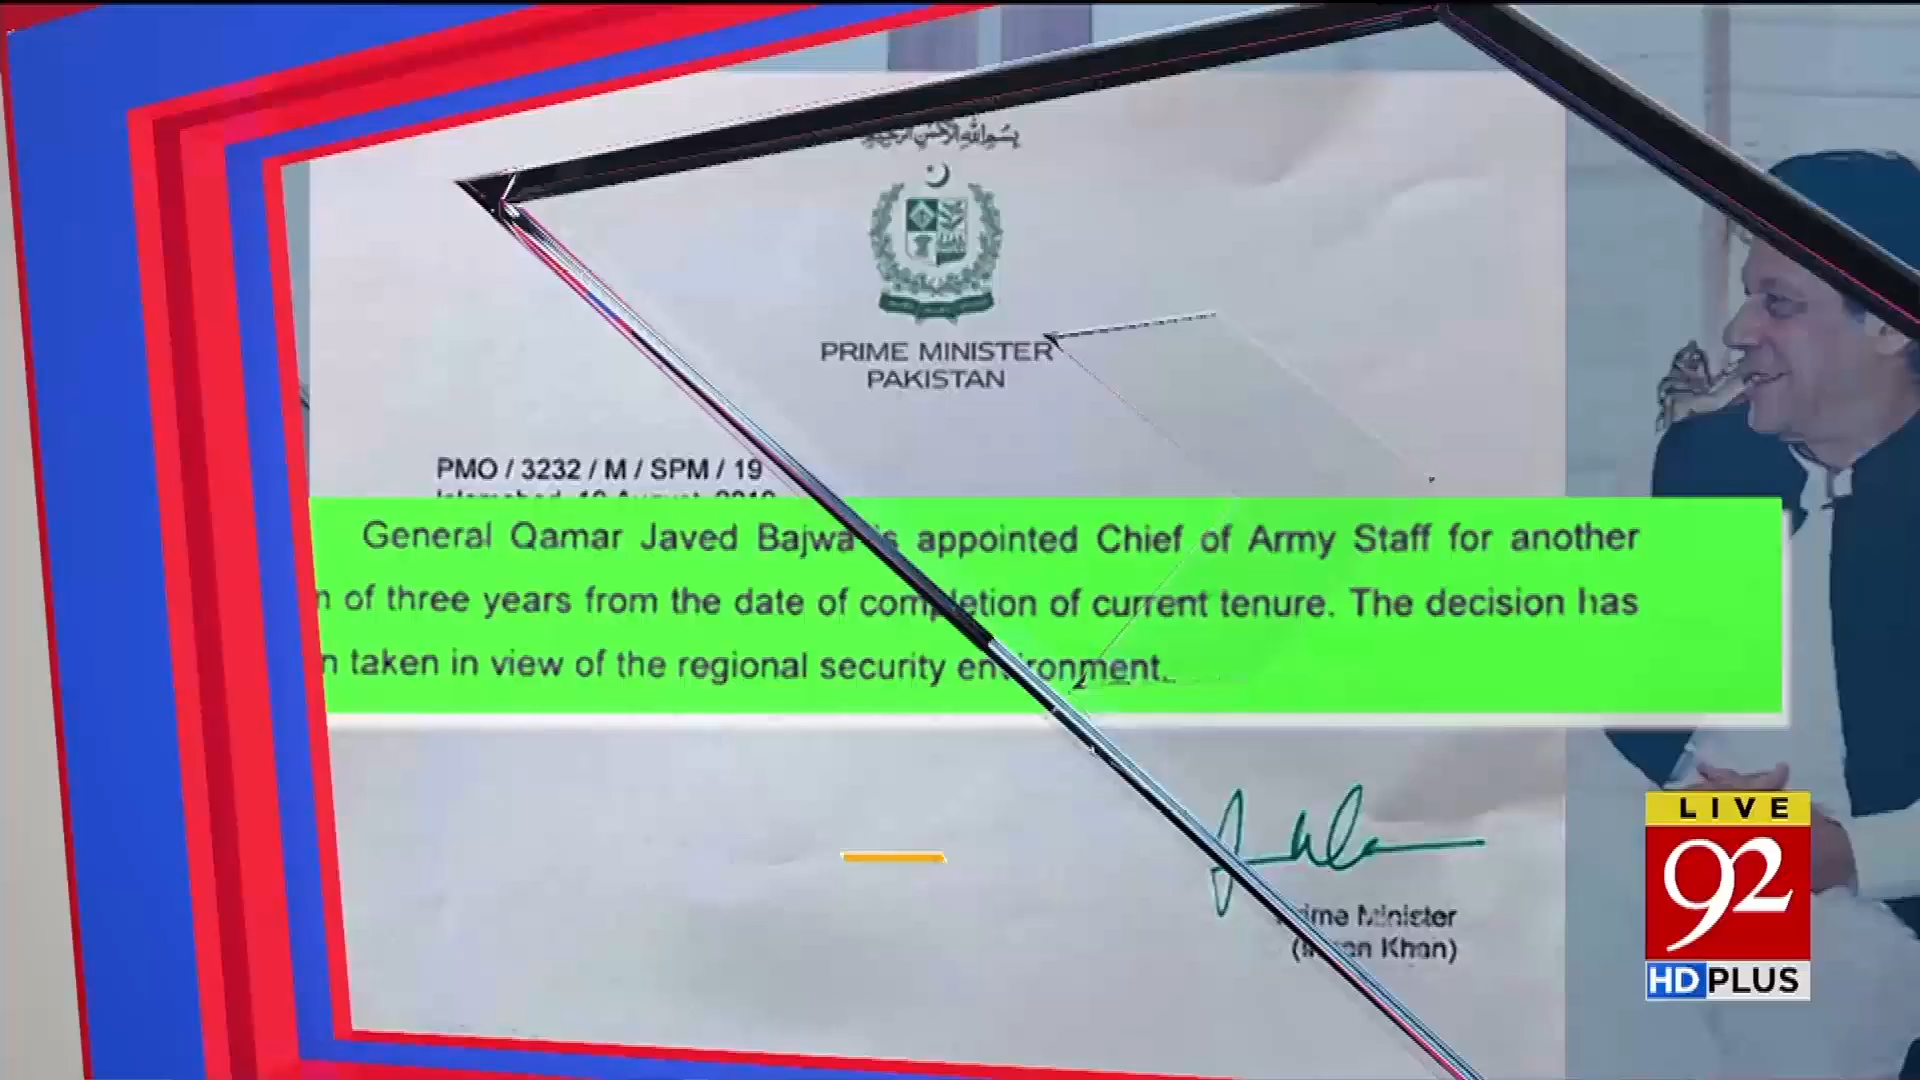 PRIME MINISTER
PAKISTAN
PMO / 3232 / M / SPM / 19
General Qamar Javed Bajwa is appointed Chief of Army Staff for another
of three years from the date of completion of current tenure. The decision has
taken in view of the regional security environment.
Prime Minister
(Imran Khan)
LIVE
92
HD PLUS